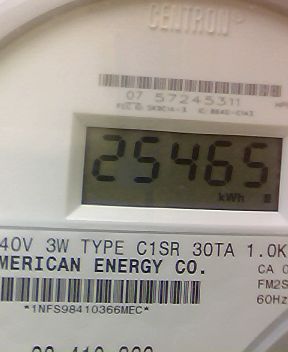 CENTRON®
07 57245311
25465
kWh
40V 3W TYPE C1SR 30TA 1.0K
MERICAN ENERGY CO.
CA 0
FM2S
60Hz
*1NFS98410366MEC*